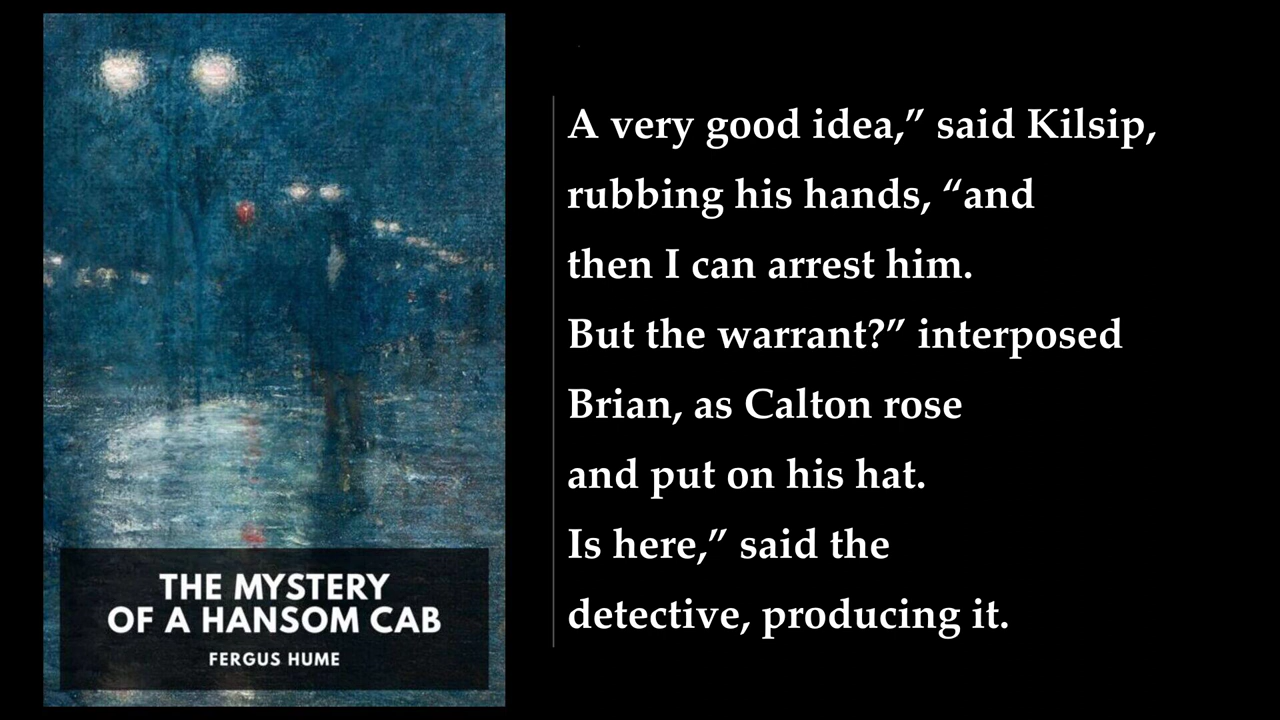 THE MYSTERY
OF A HANSOM CAB
FERGUS HUME
A very good idea,” said Kilsip,
rubbing his hands, “and
then I can arrest him.
But the warrant?” interposed
Brian, as Calton rose
and put on his hat.
Is here,” said the
detective, producing it.